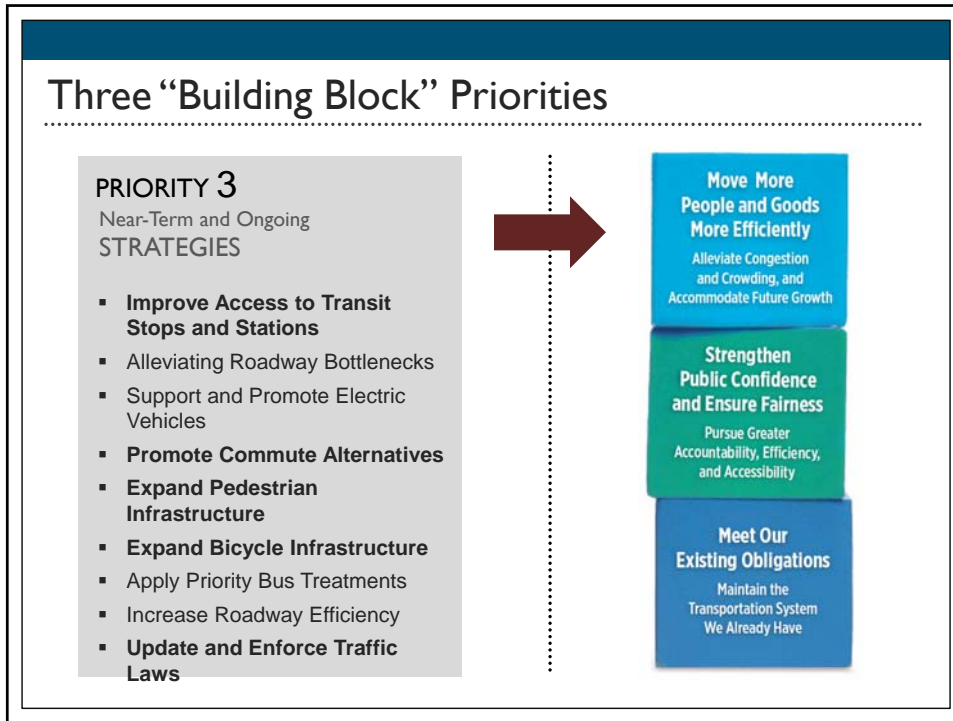 Three “Building Block” Priorities
PRIORITY 3
Near-Term and Ongoing
STRATEGIES
▪ Improve Access to Transit
Stops and Stations
▪ Alleviating Roadway Bottlenecks
▪ Support and Promote Electric
Vehicles
▪ Promote Commute Alternatives
▪ Expand Pedestrian
Infrastructure
▪ Expand Bicycle Infrastructure
▪ Apply Priority Bus Treatments
▪ Increase Roadway Efficiency
▪ Update and Enforce Traffic
Laws
Move More
People and Goods
More Efficiently
Alleviate Congestion
and Crowding, and
Accommodate Future Growth
Strengthen
Public Confidence
and Ensure Fairness
Pursue Greater
Accountability, Efficiency,
and Accessibility
Meet Our
Existing Obligations
Maintain the
Transportation System
We Already Have